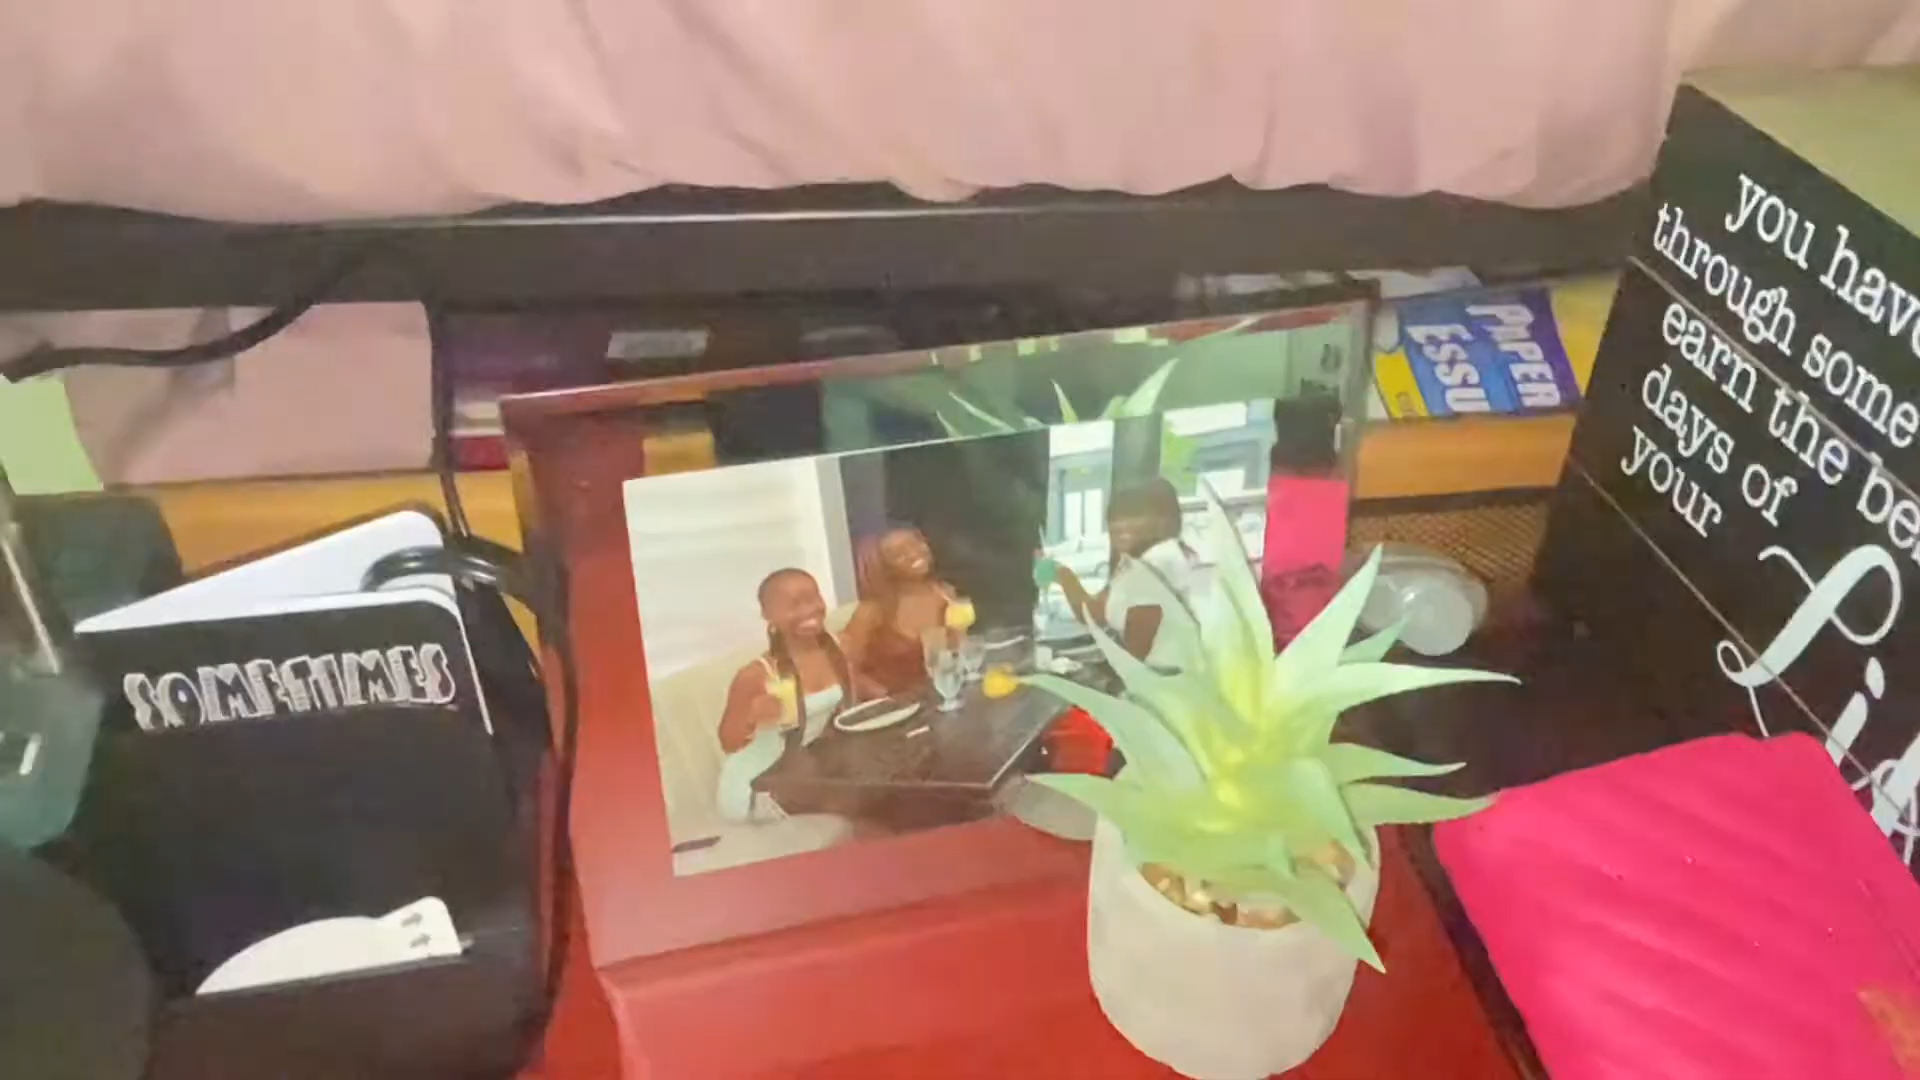 SOMETIMES
PAPER
ESSU
you have
through some
earn the be
days of
your